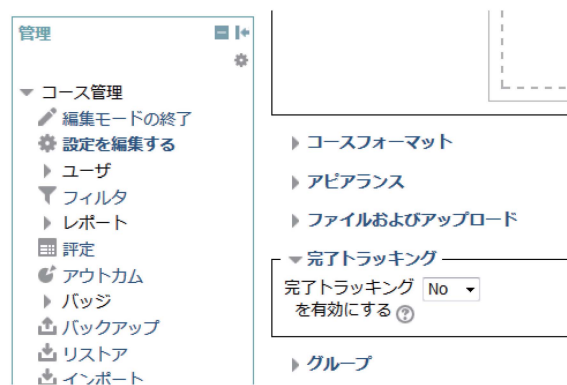 管理
コース管理
編集モードの終了
設定を編集する
ユーザ
フィルタ
レポート
評定
アウトカム
バッジ
バックアップ
リストア
インポート
コースフォーマット
アピアランス
ファイルおよびアップロード
完了トラッキング
完了トラッキング No
を有効にする
グループ